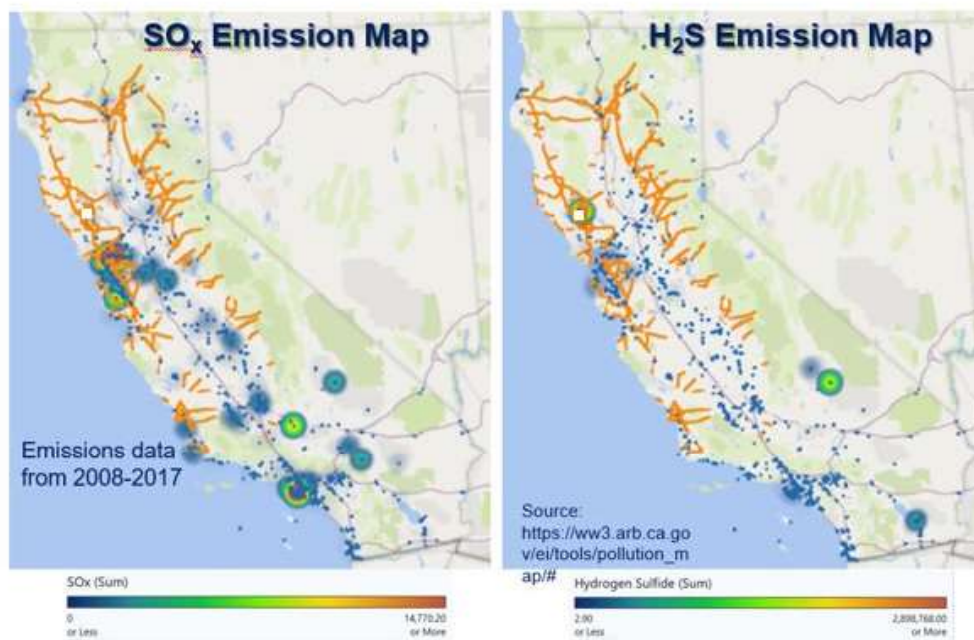 SOx Emission Map
H2S Emission Map
Emissions data
from 2008-2017
Source:
https://ww3.arb.ca.go
v/ei/tools/pollution_m
ap/#
SOx (Sum)
0
or Less
14,770.20
or More
Hydrogen Sulfide (Sum)
2.00
or Less
2,898,768.00
or More